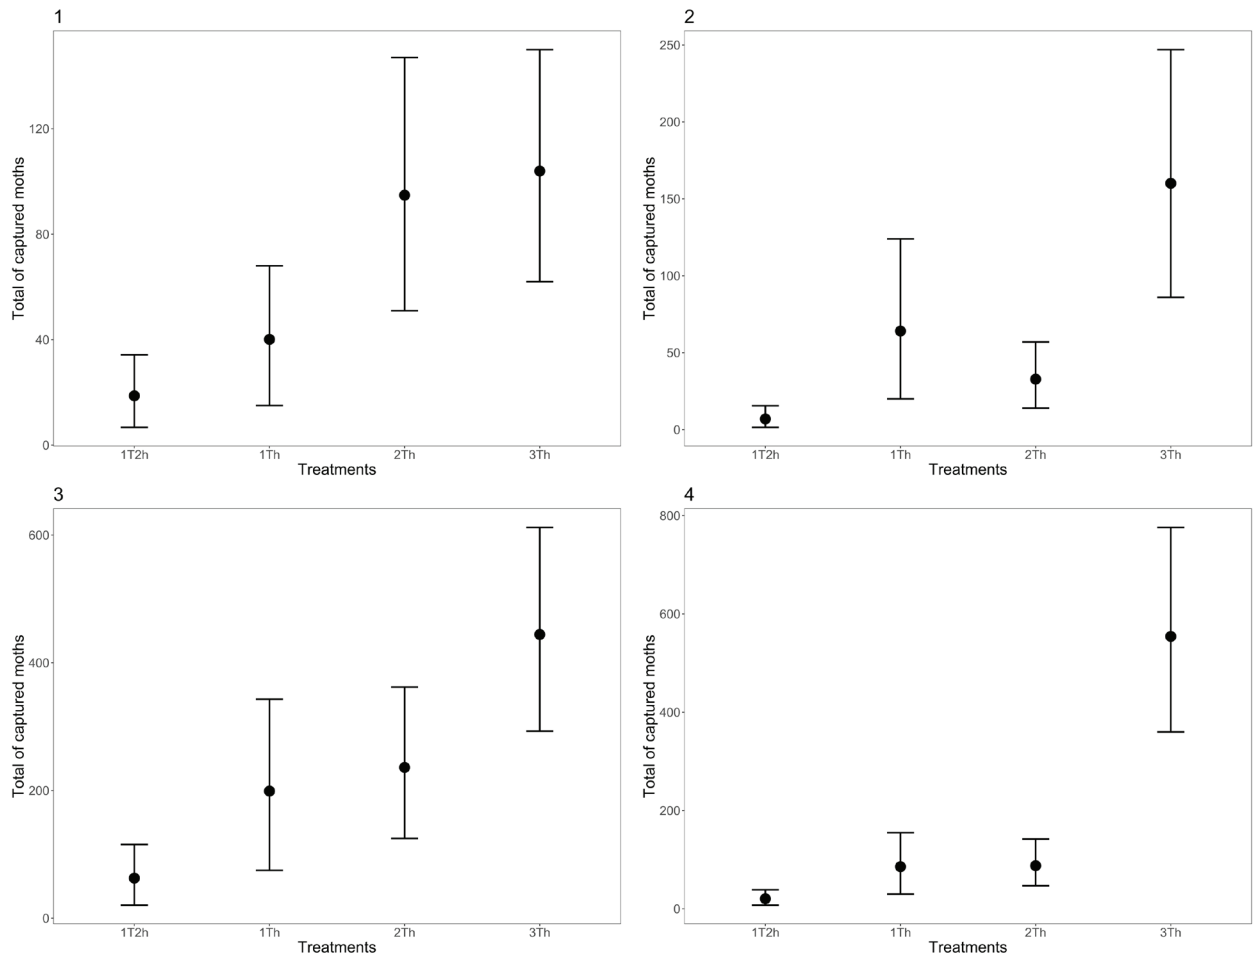 1
Total of captured moths
120
80
40
0
1T2h 1Th 2Th 3Th
Treatments
2
Total of captured moths
250
200
150
100
50
0
1T2h 1Th 2Th 3Th
Treatments
3
Total of captured moths
600
400
200
0
1T2h 1Th 2Th 3Th
Treatments
4
Total of captured moths
800
600
400
200
0
1T2h 1Th 2Th 3Th
Treatments